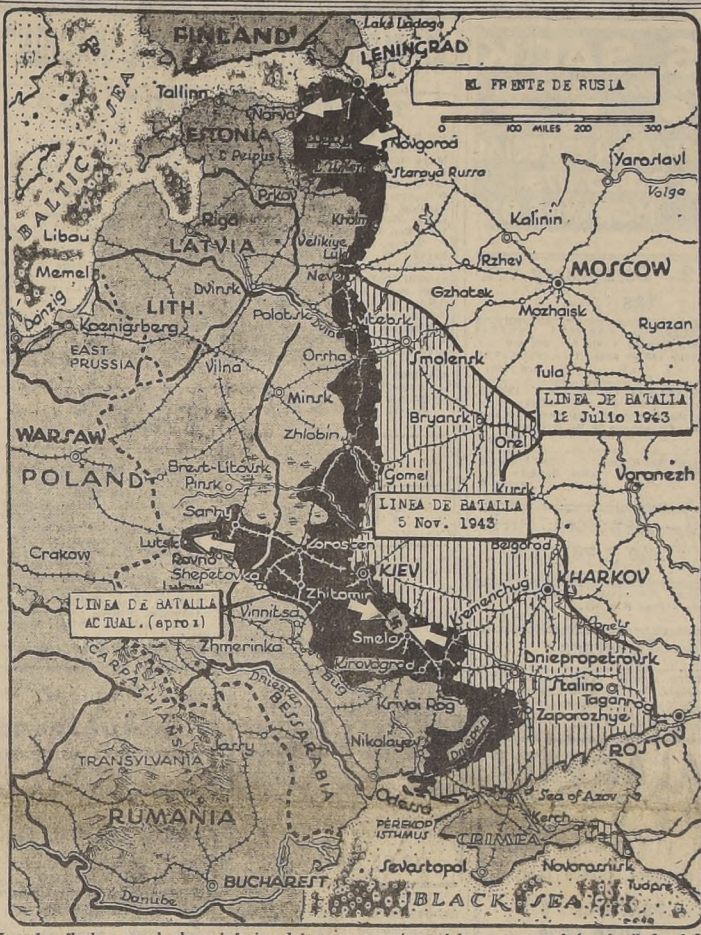 FINLAND
Lake Ladoga
LENINGRAD
EL FRENTE DE RUSIA
100 MILES 200 300
Tallinn
Narva
ESTONIA
Novgorod
BALTIC SEA
Staraya Russa
Yaroslavl
Volga
Pskov
Riga
Kholm
Kalinin
Libau
LATVIA
Velikiye
Luki
Rzhev
MOSCOW
Memel
Nevel
Gzhatsk
Mozhaisk
Dvinsk
LITH.
Danzig
Koenigsberg
Polotsk
Vitebsk
Ryazan
EAST
PRUSSIA
Vilna
Orsha
Smolensk
Tula
Minsk
LINEA DE BATALLA
12 Julio 1943
WARSAW
Zhlobin
Bryansk
Orel
POLAND
Brest-Litovsk
Pinsk
Gomel
Voronezh
Kursk
Sarny
LINEA DE BATALLA
5 Nov. 1943
Lutsk
Rovno
Korosten
Belgorod
Crakow
Shepetovka
KIEV
KHARKOV
Zhitomir
LINEA DE BATALLA
ACTUAL. (aprox)
Kremenchug
Donets
Vinnitsa
Smela
Zhmerinka
Dniepropetrovsk
Kirovograd
CARPATHIANS
Dniester
Bug
Stalino
Taganrog
BESSARABIA
Krivoi Rog
Zaporozhye
ROSTOV
Jassy
Nikolayev
Dnieper
TRANSYLVANIA
Odessa
Sea of Azov
RUMANIA
PEREKOP
ISTHMUS
Kerch
CRIMEA
Sevastopol
Novorossisk
BUCHAREST
Tuapse
Danube
BLACK SEA